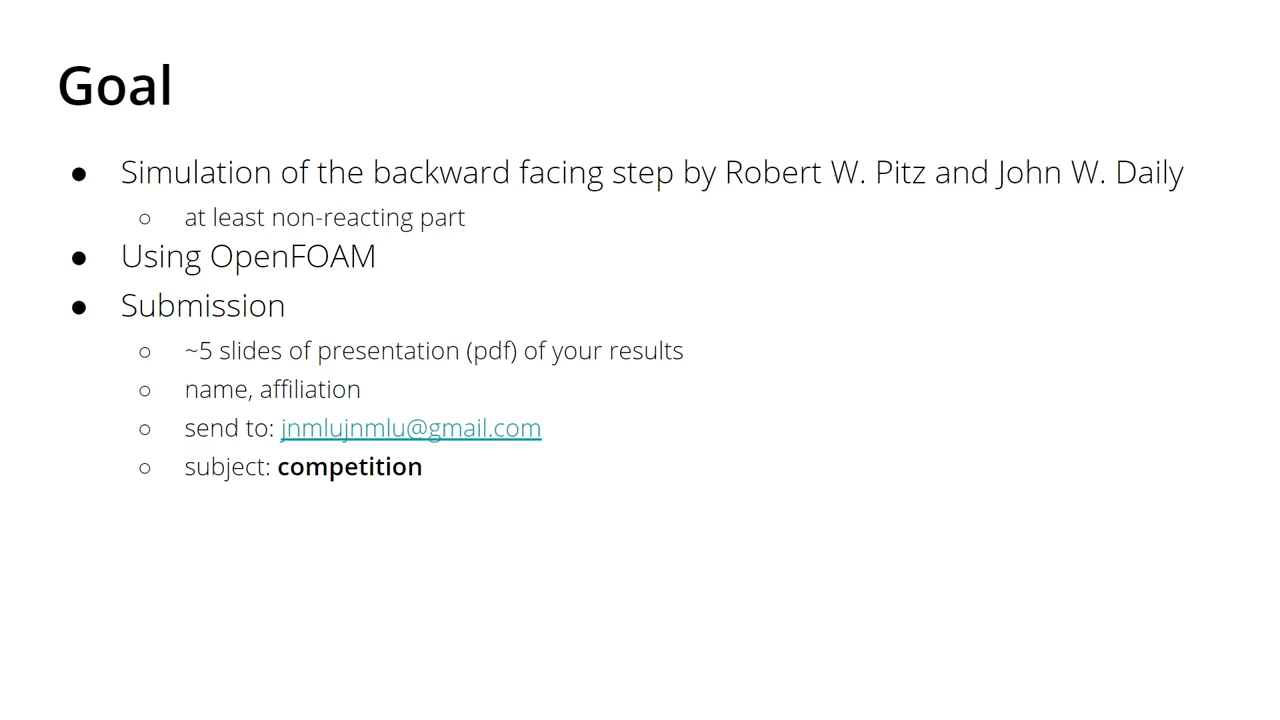 Goal
● Simulation of the backward facing step by Robert W. Pitz and John W. Daily
○ at least non-reacting part
● Using OpenFOAM
● Submission
○ ~5 slides of presentation (pdf) of your results
○ name, affiliation
○ send to: jnmlujnmlu@gmail.com
○ subject: competition